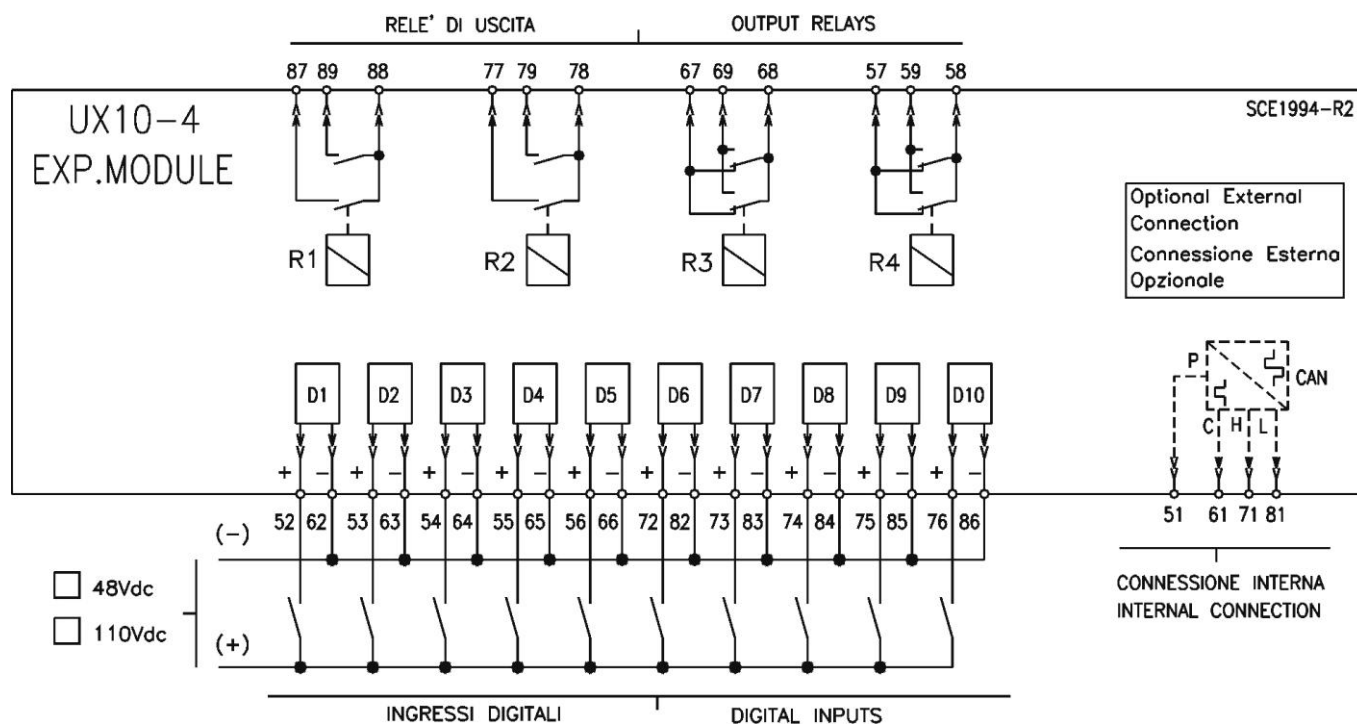 RELE' DI USCITA OUTPUT RELAYS
87 89 88 77 79 78 67 69 68 57 59 58
UX10-4
EXP.MODULE
SCE1994-R2
R1 R2 R3 R4
Optional External
Connection
Connessione Esterna
Opzionale
D1 D2 D3 D4 D5 D6 D7 D8 D9 D10
P CAN
C H L
+ − + − + − + − + − + − + − + − + − + −
52 62 53 63 54 64 55 65 56 66 72 82 73 83 74 84 75 85 76 86
51 61 71 81
(-)
48Vdc
110Vdc
(+)
CONNESSIONE INTERNA
INTERNAL CONNECTION
INGRESSI DIGITALI DIGITAL INPUTS